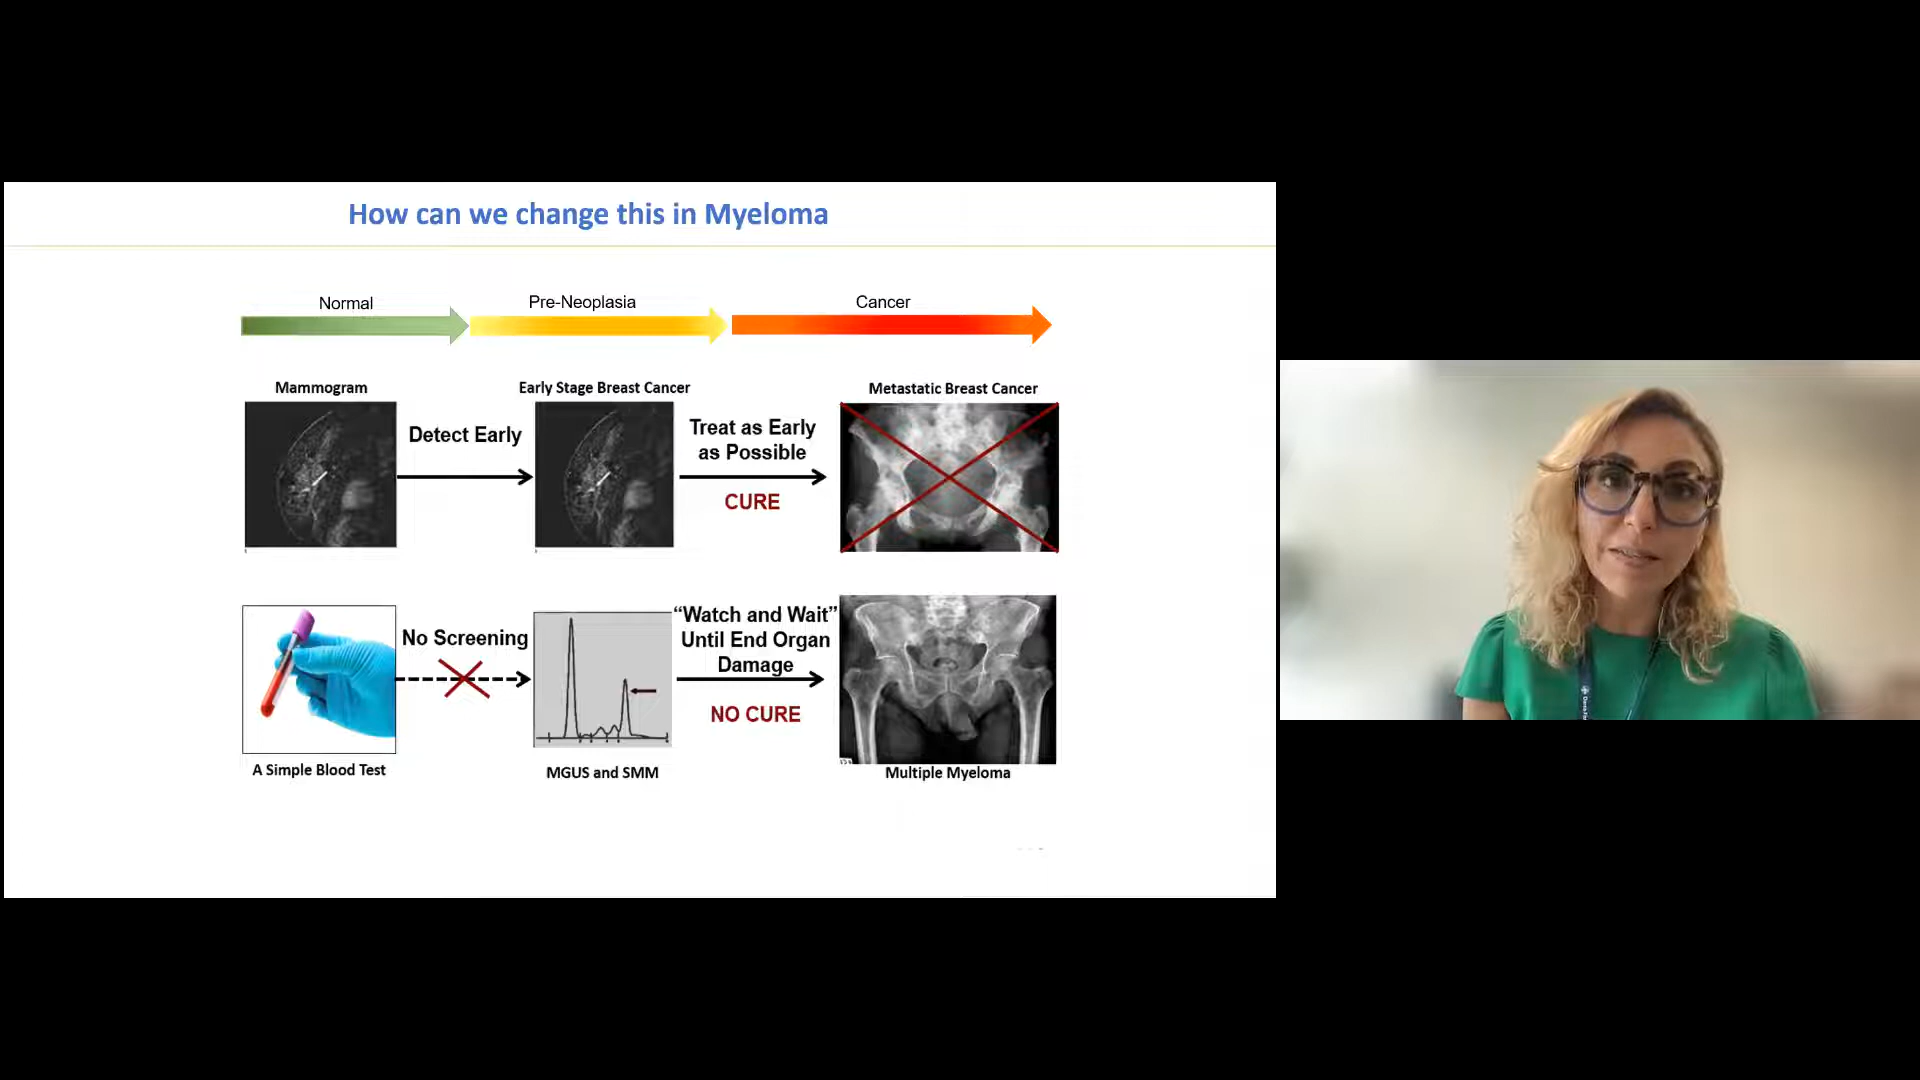 How can we change this in Myeloma
Normal
Pre-Neoplasia
Cancer
Mammogram
Early Stage Breast Cancer
Metastatic Breast Cancer
Detect Early
Treat as Early
as Possible
CURE
No Screening
“Watch and Wait”
Until End Organ
Damage
NO CURE
A Simple Blood Test
MGUS and SMM
Multiple Myeloma